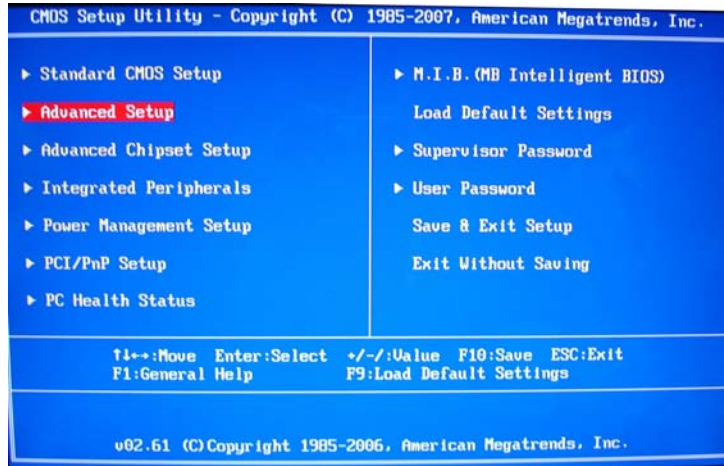 CMOS Setup Utility - Copyright (C) 1985-2007, American Megatrends, Inc.
▶ Standard CMOS Setup
▶ Advanced Setup
▶ Advanced Chipset Setup
▶ Integrated Peripherals
▶ Power Management Setup
▶ PCI/PnP Setup
▶ PC Health Status
▶ M.I.B.(MB Intelligent BIOS)
Load Default Settings
▶ Supervisor Password
▶ User Password
Save & Exit Setup
Exit Without Saving
↑↓←→:Move Enter:Select +/-/:Value F10:Save ESC:Exit
F1:General Help F9:Load Default Settings
v02.61 (C)Copyright 1985-2006, American Megatrends, Inc.